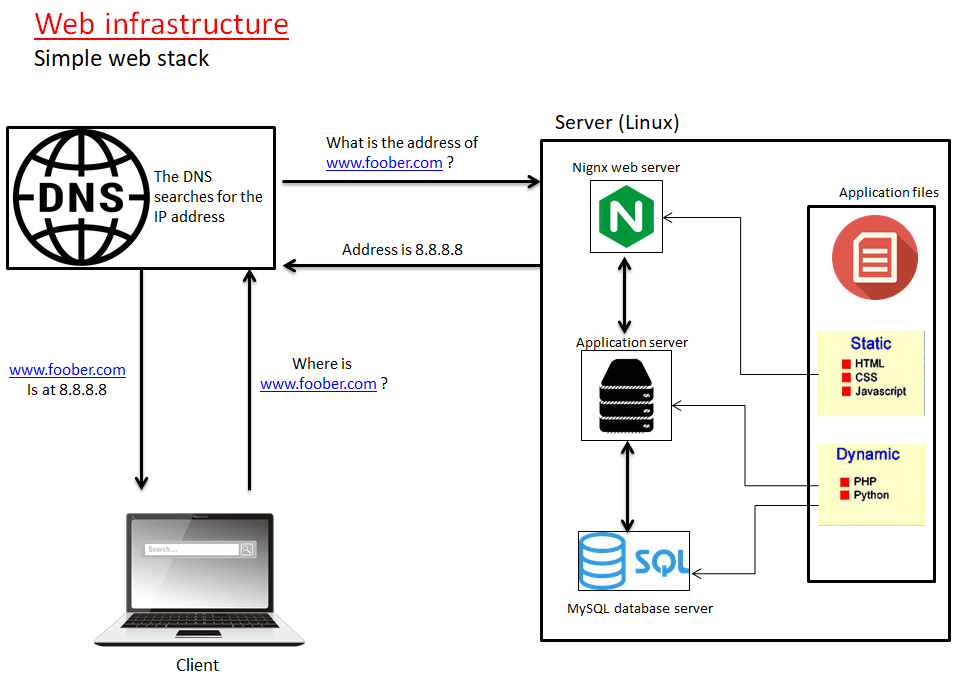 Web infrastructure
Simple web stack
DNS
The DNS
searches for the
IP address
What is the address of
www.foober.com ?
Address is 8.8.8.8
www.foober.com
Is at 8.8.8.8
Where is
www.foober.com ?
Search....
Client
Server (Linux)
Nignx web server
N
Application server
SQL
MySQL database server
Application files
Static
HTML
CSS
Javascript
Dynamic
PHP
Python